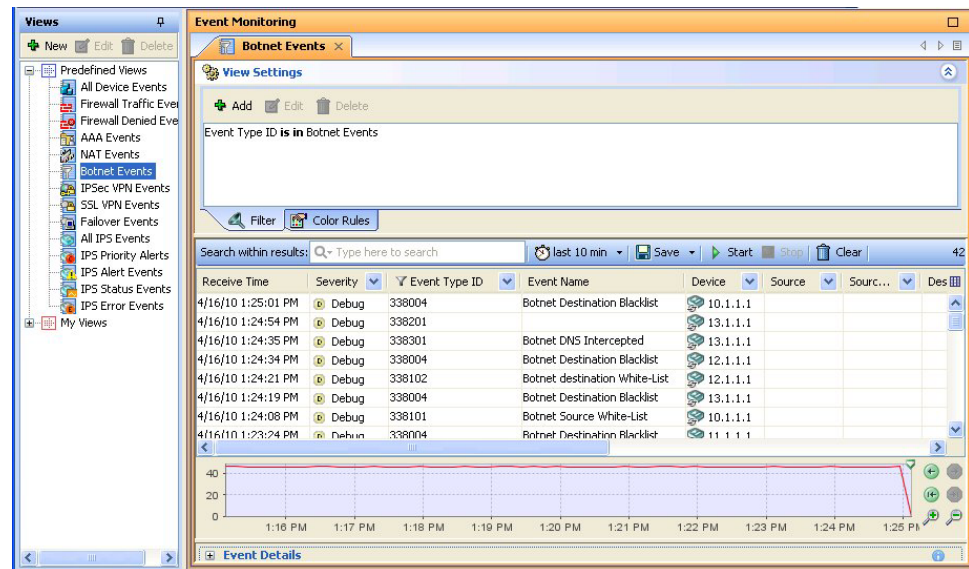 Views
New Edit Delete
Predefined Views
All Device Events
Firewall Traffic Eve
Firewall Denied Eve
AAA Events
NAT Events
Botnet Events
IPSec VPN Events
SSL VPN Events
Failover Events
All IPS Events
IPS Priority Alerts
IPS Alert Events
IPS Status Events
IPS Error Events
My Views
Event Monitoring
Botnet Events
View Settings
Add Edit Delete
Event Type ID is in Botnet Events
Filter Color Rules
Search within results: Type here to search last 10 min Save Start Stop Clear 42
Receive Time Severity Event Type ID Event Name Device Source Sourc... Des
4/16/10 1:25:01 PM D Debug 338004 Botnet Destination Blacklist 10.1.1.1
4/16/10 1:24:54 PM D Debug 338201 13.1.1.1
4/16/10 1:24:35 PM D Debug 338301 Botnet DNS Intercepted 13.1.1.1
4/16/10 1:24:34 PM D Debug 338004 Botnet Destination Blacklist 12.1.1.1
4/16/10 1:24:21 PM D Debug 338102 Botnet destination White-List 12.1.1.1
4/16/10 1:24:19 PM D Debug 338004 Botnet Destination Blacklist 13.1.1.1
4/16/10 1:24:08 PM D Debug 338101 Botnet Source White-List 10.1.1.1
4/16/10 1:23:24 PM D Debug 338004 Botnet Destination Blacklist 11.1.1.1
40
20
0
1:16 PM 1:17 PM 1:18 PM 1:19 PM 1:20 PM 1:21 PM 1:22 PM 1:23 PM 1:24 PM 1:25 PM
Event Details